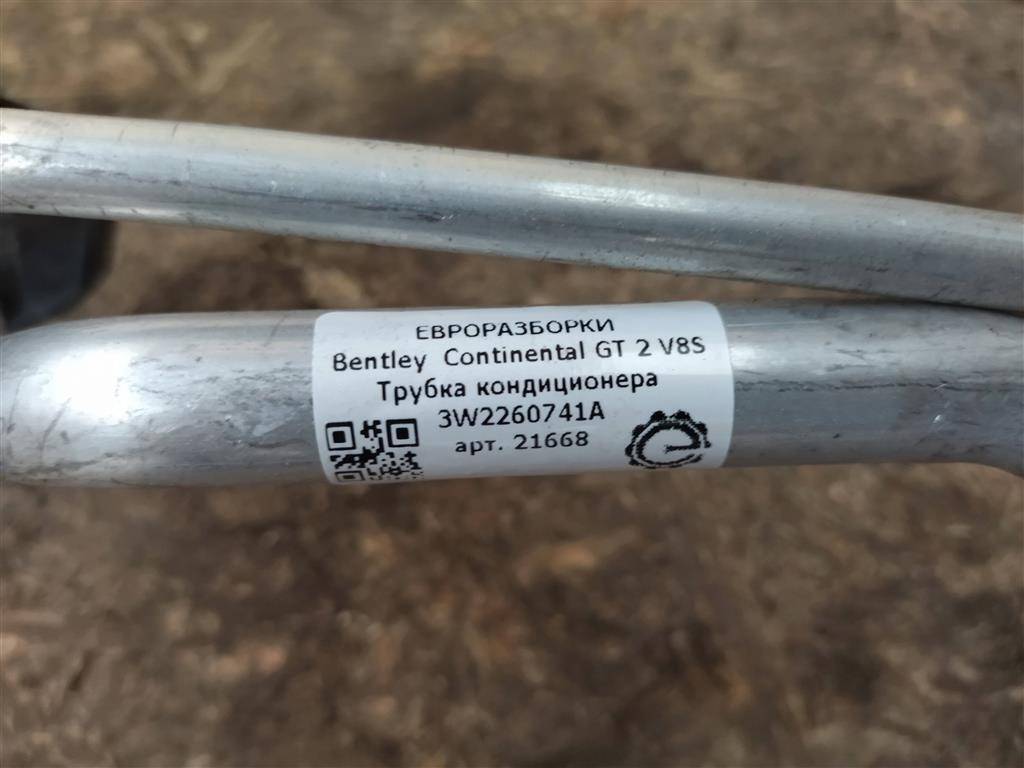 ЕВРОРАЗБОРКИ
Bentley Continental GT 2 V8S
Трубка кондиционера
3W2260741A
арт. 21668